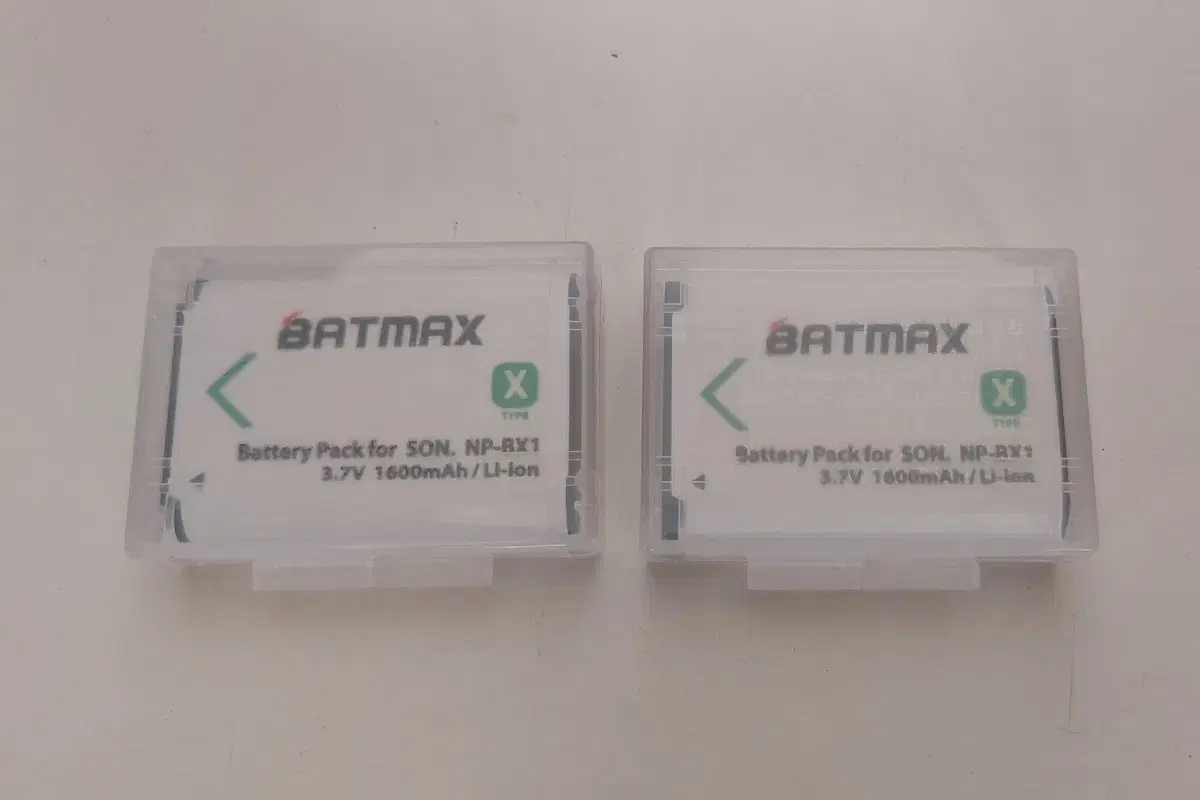 BATMAX
X
TYPE
Battery Pack for SON. NP-BX1
3.7V 1600mAh / Li-ion
BATMAX
X
TYPE
Battery Pack for SON. NP-BX1
3.7V 1600mAh / Li-ion